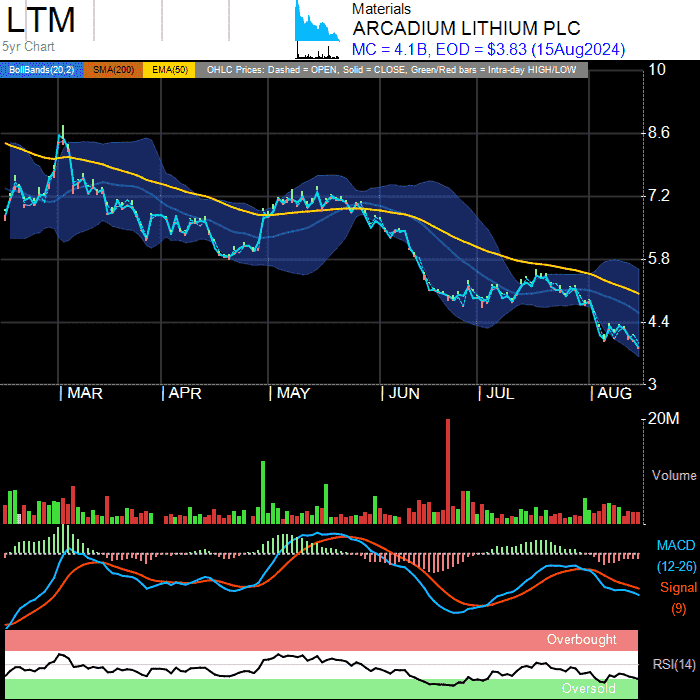 LTM
5yr Chart
Materials
ARCADIUM LITHIUM PLC
MC = 4.1B, EOD = $3.83 (15Aug2024)
BollBands(20,2) SMA(200) EMA(50) OHLC Prices: Dashed = OPEN, Solid = CLOSE, Green/Red bars = Intra-day HIGH/LOW
10
8.6
7.2
5.8
4.4
3
MAR APR MAY JUN JUL AUG
20M
Volume
MACD
(12-26)
Signal
(9)
Overbought
RSI(14)
Oversold